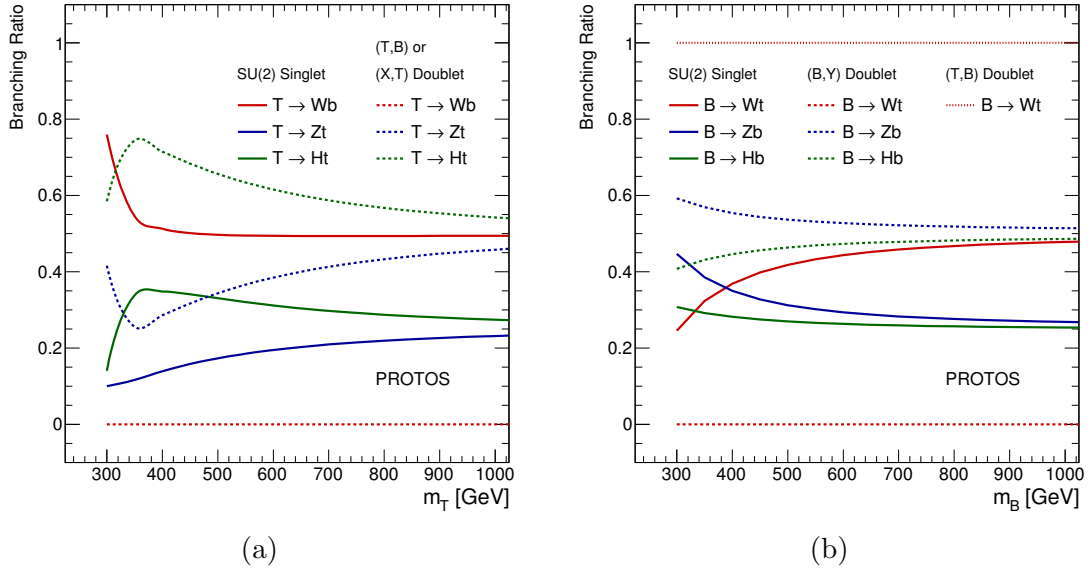 Branching Ratio
1
0.8
0.6
0.4
0.2
0
(T,B) or
SU(2) Singlet (X,T) Doublet
T → Wb T → Wb
T → Zt T → Zt
T → Ht T → Ht
PROTOS
300 400 500 600 700 800 900 1000
m_T [GeV]
(a)
Branching Ratio
1
0.8
0.6
0.4
0.2
0
SU(2) Singlet (B,Y) Doublet (T,B) Doublet
B → Wt B → Wt B → Wt
B → Zb B → Zb
B → Hb B → Hb
PROTOS
300 400 500 600 700 800 900 1000
m_B [GeV]
(b)